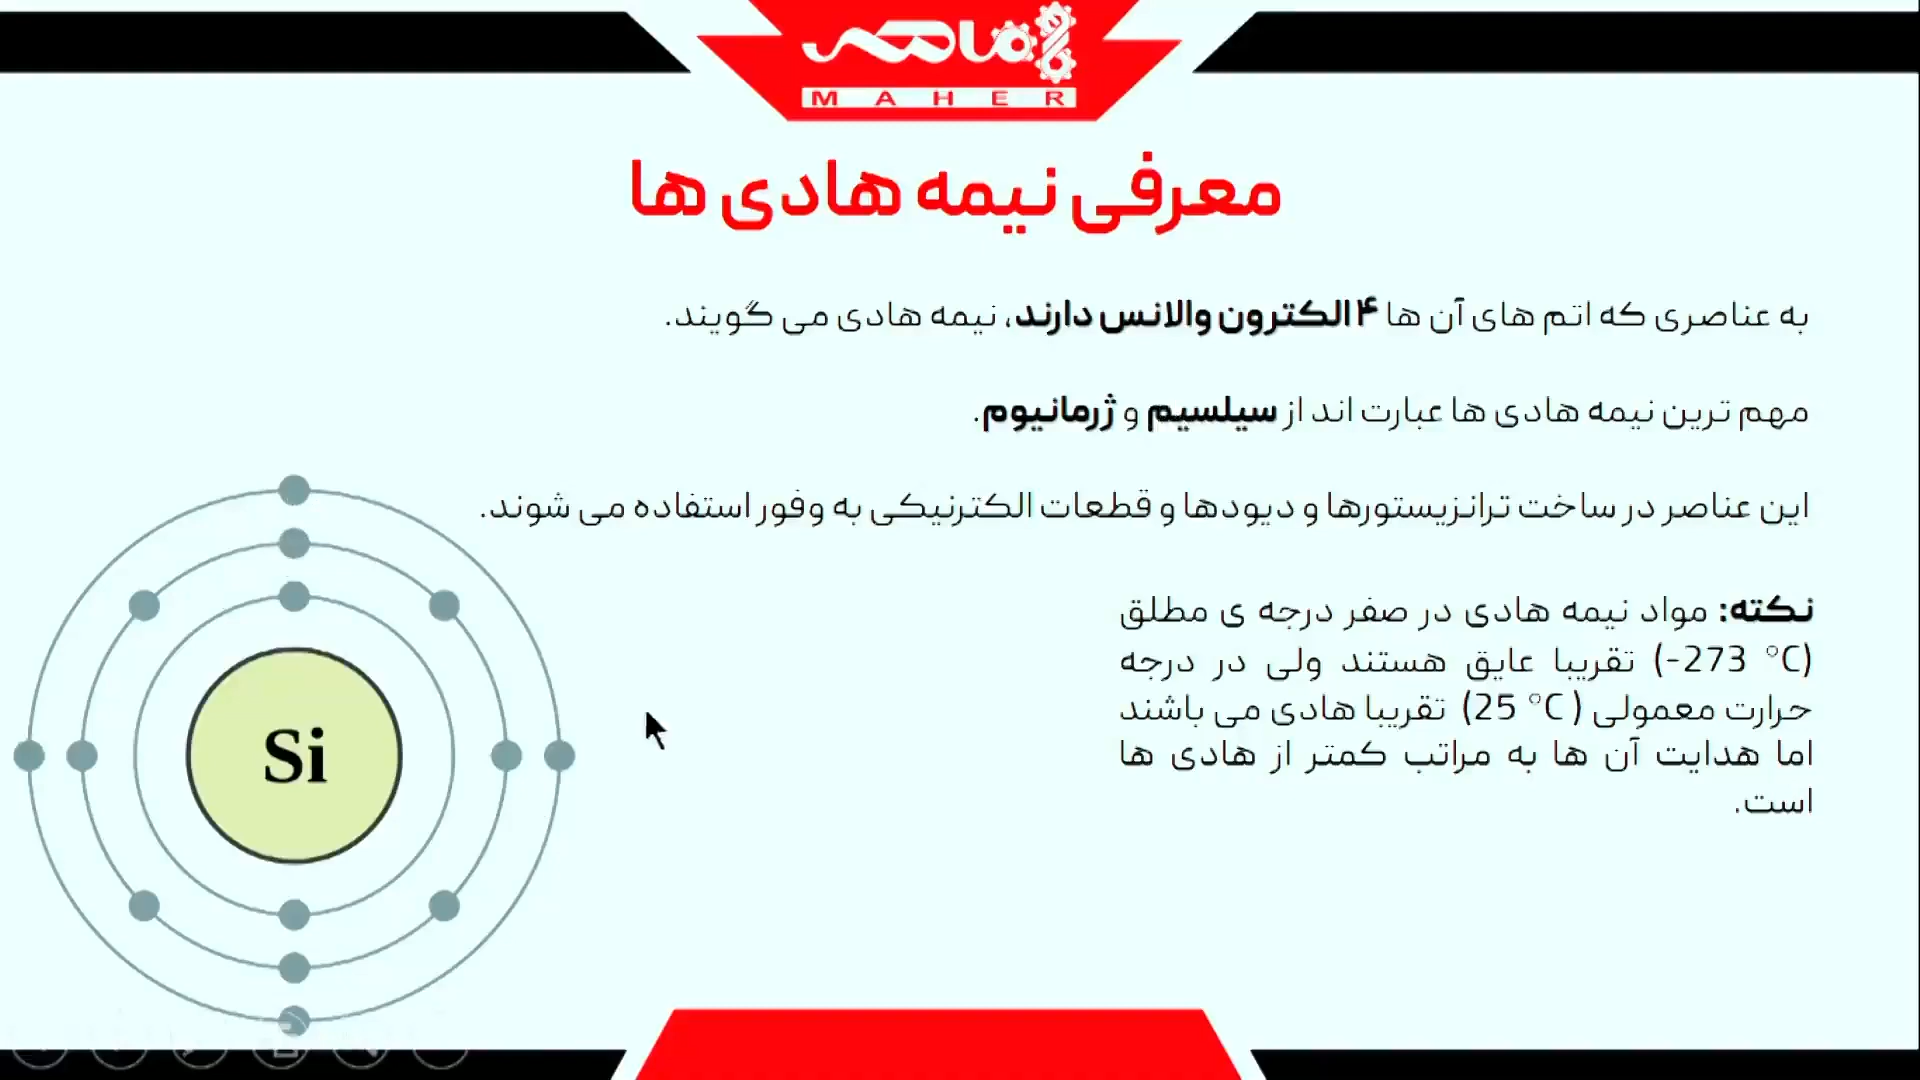 ماهر
MAHER
معرفی نیمه هادی ها
به عناصری که اتم های آن ها ۴ الکترون والانس دارند، نیمه هادی می گویند.
مهم ترین نیمه هادی ها عبارت اند از سیلسیم و ژرمانیوم.
این عناصر در ساخت ترانزیستورها و دیودها و قطعات الکترنیکی به وفور استفاده می شوند.
نکته: مواد نیمه هادی در صفر درجه ی مطلق
(-273 °C) تقریبا عایق هستند ولی در درجه
حرارت معمولی (25 °C) تقریبا هادی می باشند
اما هدایت آن ها به مراتب کمتر از هادی ها
است.
Si